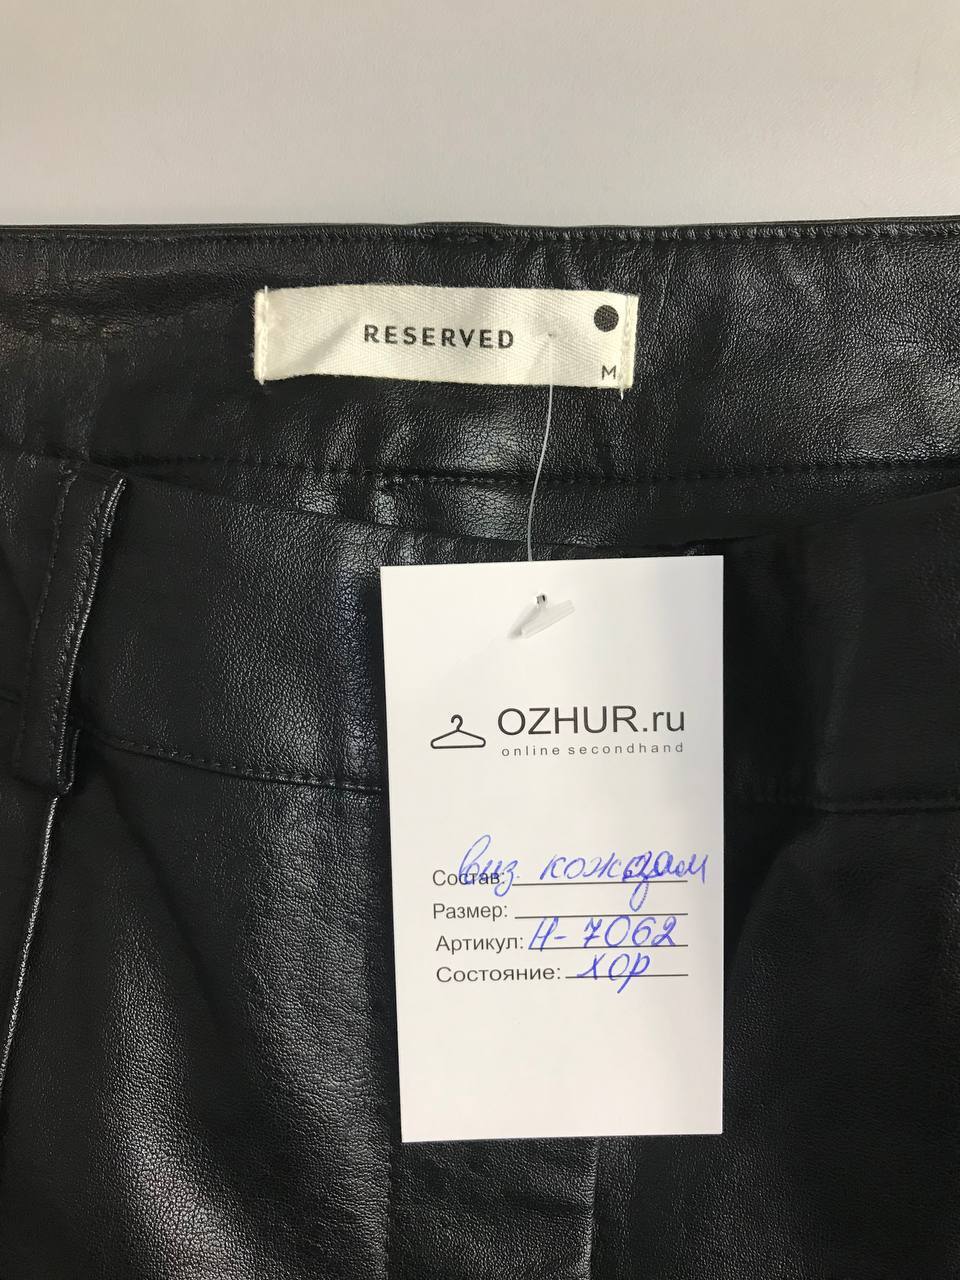 RESERVED
M
OZHUR.ru
online secondhand
Состав: виз. кожзам
Размер:
Артикул: Н-7062
Состояние: хор